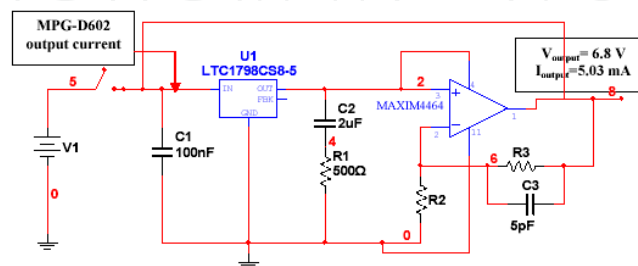 MPG-D602
output current
U1
LTC1798CS8-5
IN
OUT
FBK
GND
5
V1
0
C1
100nF
C2
2uF
4
R1
500Ω
2
3
+
4
MAXIM4464
2
−
11
1
Voutput= 6.8 V
Ioutput=5.03 mA
8
6
R3
C3
5pF
R2
0